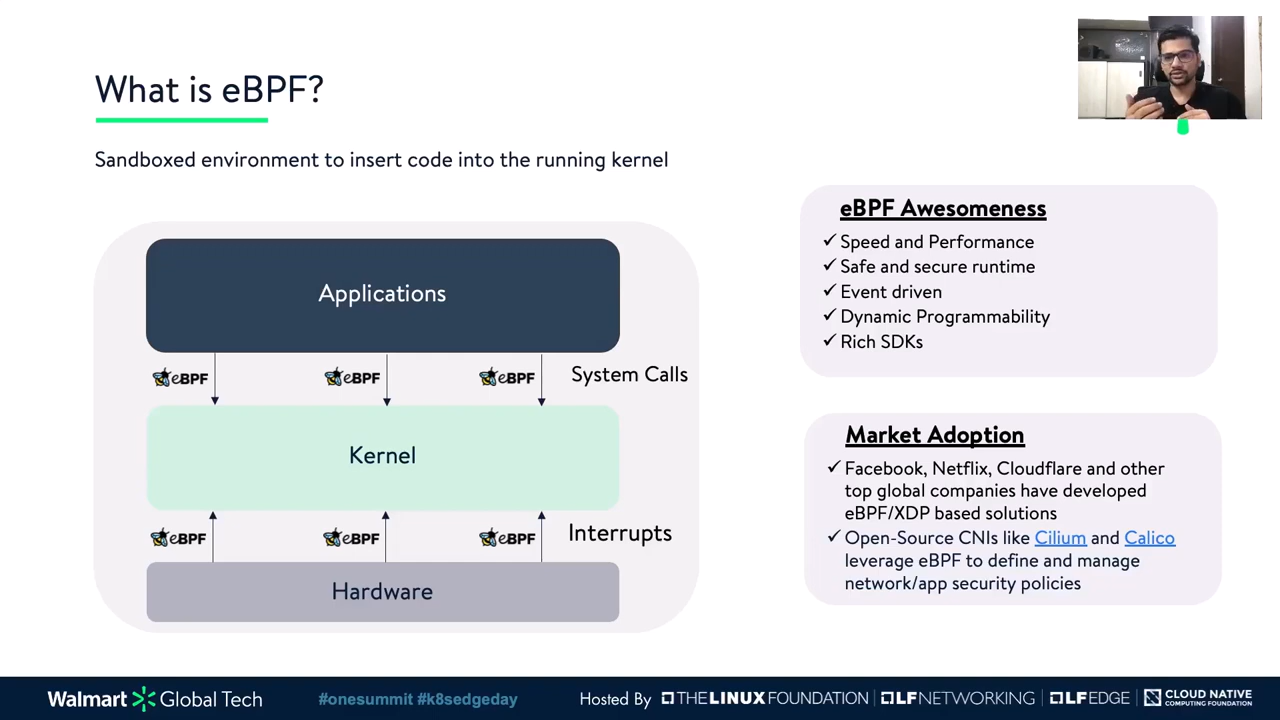 What is eBPF?
Sandboxed environment to insert code into the running kernel
Applications
eBPF
eBPF
eBPF
System Calls
Kernel
eBPF
eBPF
eBPF
Interrupts
Hardware
eBPF Awesomeness
✓ Speed and Performance
✓ Safe and secure runtime
✓ Event driven
✓ Dynamic Programmability
✓ Rich SDKs
Market Adoption
✓ Facebook, Netflix, Cloudflare and other
top global companies have developed
eBPF/XDP based solutions
✓ Open-Source CNIs like Cilium and Calico
leverage eBPF to define and manage
network/app security policies
Walmart Global Tech
#onesummit #k8sedgeday
Hosted By
THE LINUX FOUNDATION
LF NETWORKING
LF EDGE
CLOUD NATIVE
COMPUTING FOUNDATION